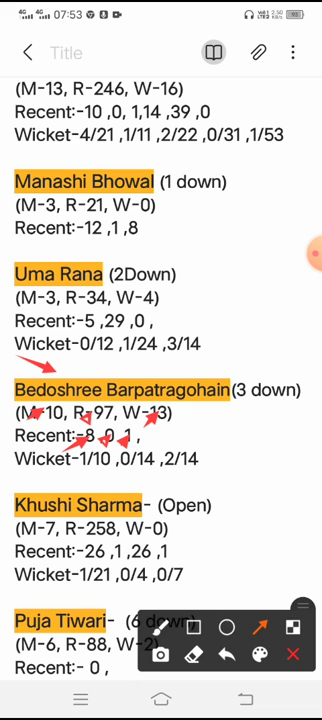 4G 4G 07:53
Title
(M-13, R-246, W-16)
Recent:-10 ,0, 1,14 ,39 ,0
Wicket-4/21 ,1/11 ,2/22 ,0/31 ,1/53
Manashi Bhowal (1 down)
(M-3, R-21, W-0)
Recent:-12 ,1 ,8
Uma Rana (2Down)
(M-3, R-34, W-4)
Recent:-5 ,29 ,0 ,
Wicket-0/12 ,1/24 ,3/14
Bedoshree Barpatragohain(3 down)
(M-10, R-97, W-13)
Recent:-8 ,0 ,1 ,
Wicket-1/10 ,0/14 ,2/14
Khushi Sharma- (Open)
(M-7, R-258, W-0)
Recent:-26 ,1 ,26 ,1
Wicket-1/21 ,0/4 ,0/7
Puja Tiwari- (6 down)
(M-6, R-88, W-2)
Recent:- 0 ,